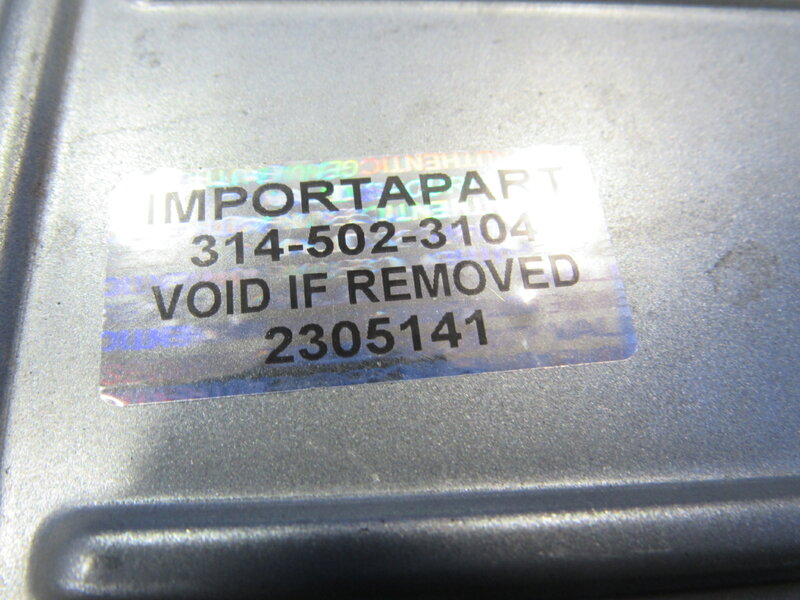 IMPORTAPART
314-502-3104
VOID IF REMOVED
2305141